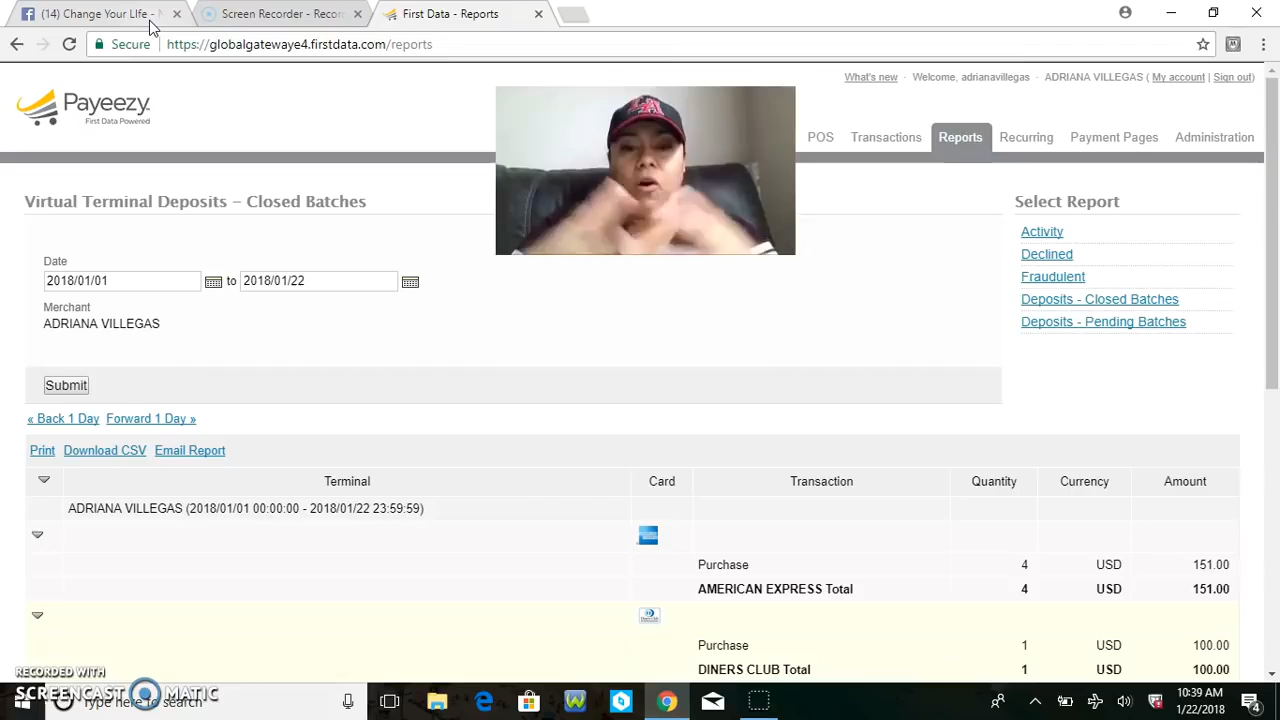 (14) Change Your LIfe -
Screen Recorder - Recor
First Data - Reports
Secure
https://globalgatewaye4.firstdata.com/reports
What's new · Welcome, adrianavillegas · ADRIANA VILLEGAS ( My account | Sign out)
Payeezy
First Data Powered
POS Transactions Reports Recurring Payment Pages Administration
LA
Virtual Terminal Deposits – Closed Batches
Select Report
Activity
Declined
Fraudulent
Deposits - Closed Batches
Deposits - Pending Batches
Date
2018/01/01 to 2018/01/22
Merchant
ADRIANA VILLEGAS
Submit
« Back 1 Day Forward 1 Day »
Print Download CSV Email Report
Terminal Card Transaction Quantity Currency Amount
ADRIANA VILLEGAS (2018/01/01 00:00:00 - 2018/01/22 23:59:59)
Purchase 4 USD 151.00
AMERICAN EXPRESS Total 4 USD 151.00
Purchase 1 USD 100.00
DINERS CLUB Total 1 USD 100.00
RECORDED WITH
SCREENCAST MATIC
Type here to search
10:39 AM
1/22/2018
4